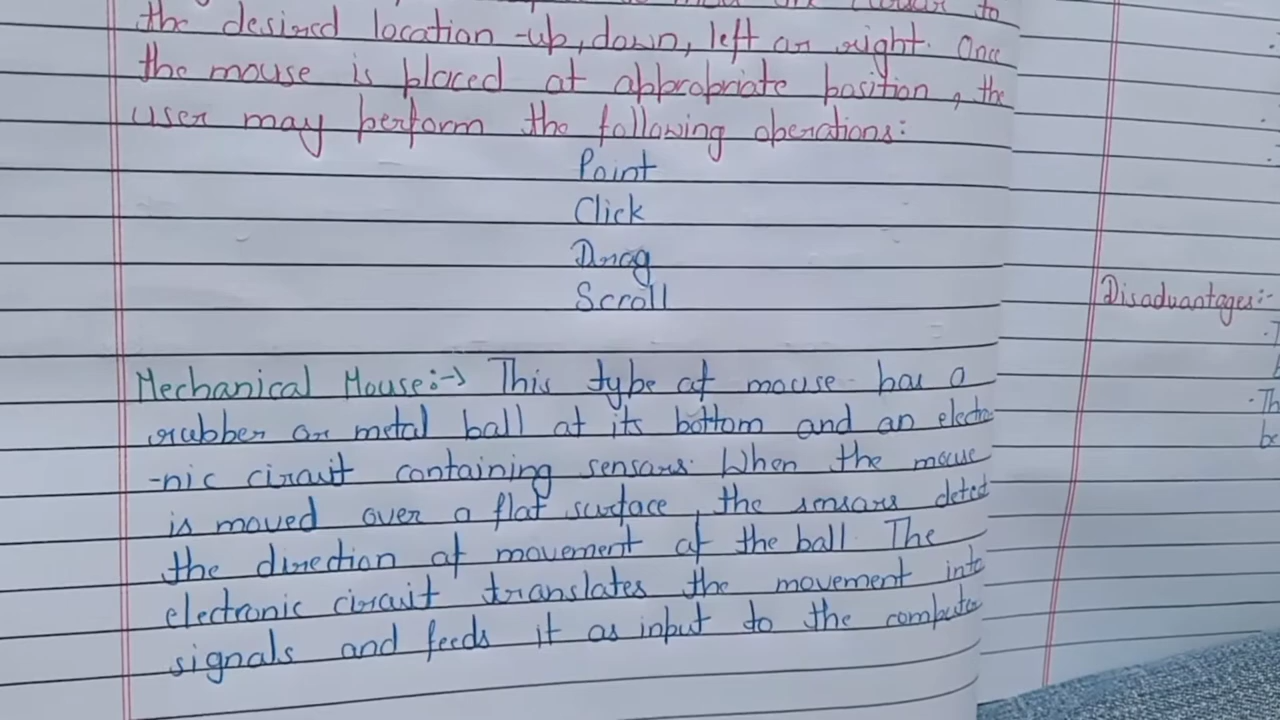 the desired location -up, down, left or right. Once
the mouse is placed at appropriate position, the
user may perform the following operations:
Point
Click
Drag
Scroll
Mechanical Mouse:-> This type of mouse has a
rubber or metal ball at its bottom and an electro
-nic circuit containing sensors. When the mouse
is moved over a flat surface, the sensors detect
the direction of movement of the ball. The
electronic circuit translates the movement into
signals and feeds it as input to the computer
Disadvantages:-